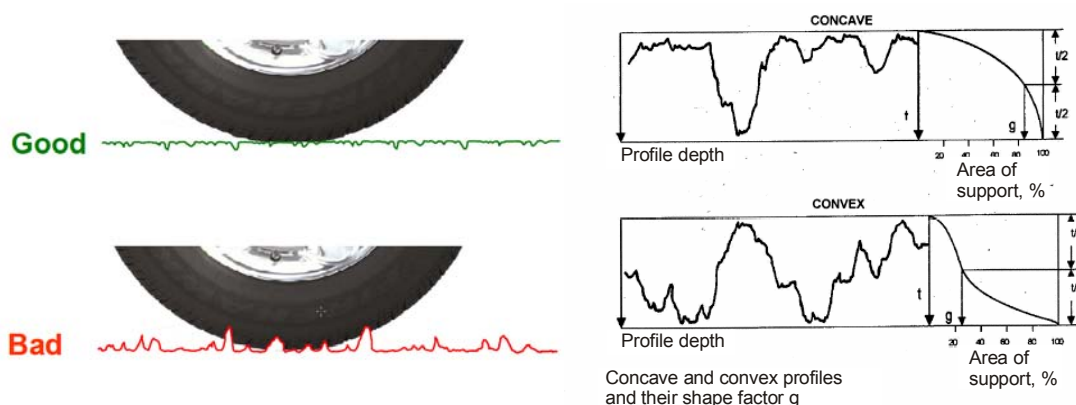 Good
Bad
CONCAVE
t/2
t/2
t
g
Profile depth
20 40 60 80 100
Area of
support, %
CONVEX
t/
t/
t
g
Profile depth
20 40 60 80 100
Area of
support, %
Concave and convex profiles
and their shape factor g